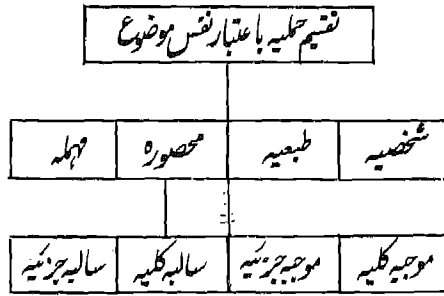 تقسیم حملیہ باعتبار نفس موضوع
شخصیہ طبعیہ محصورہ مہملہ
موجبہ کلیہ موجبہ جزئیہ سالبہ کلیہ سالبہ جزئیہ